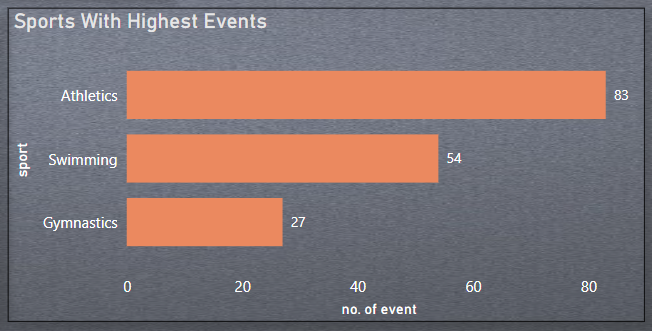 Sports With Highest Events
sport
Athletics 83
Swimming 54
Gymnastics 27
0 20 40 60 80
no. of event